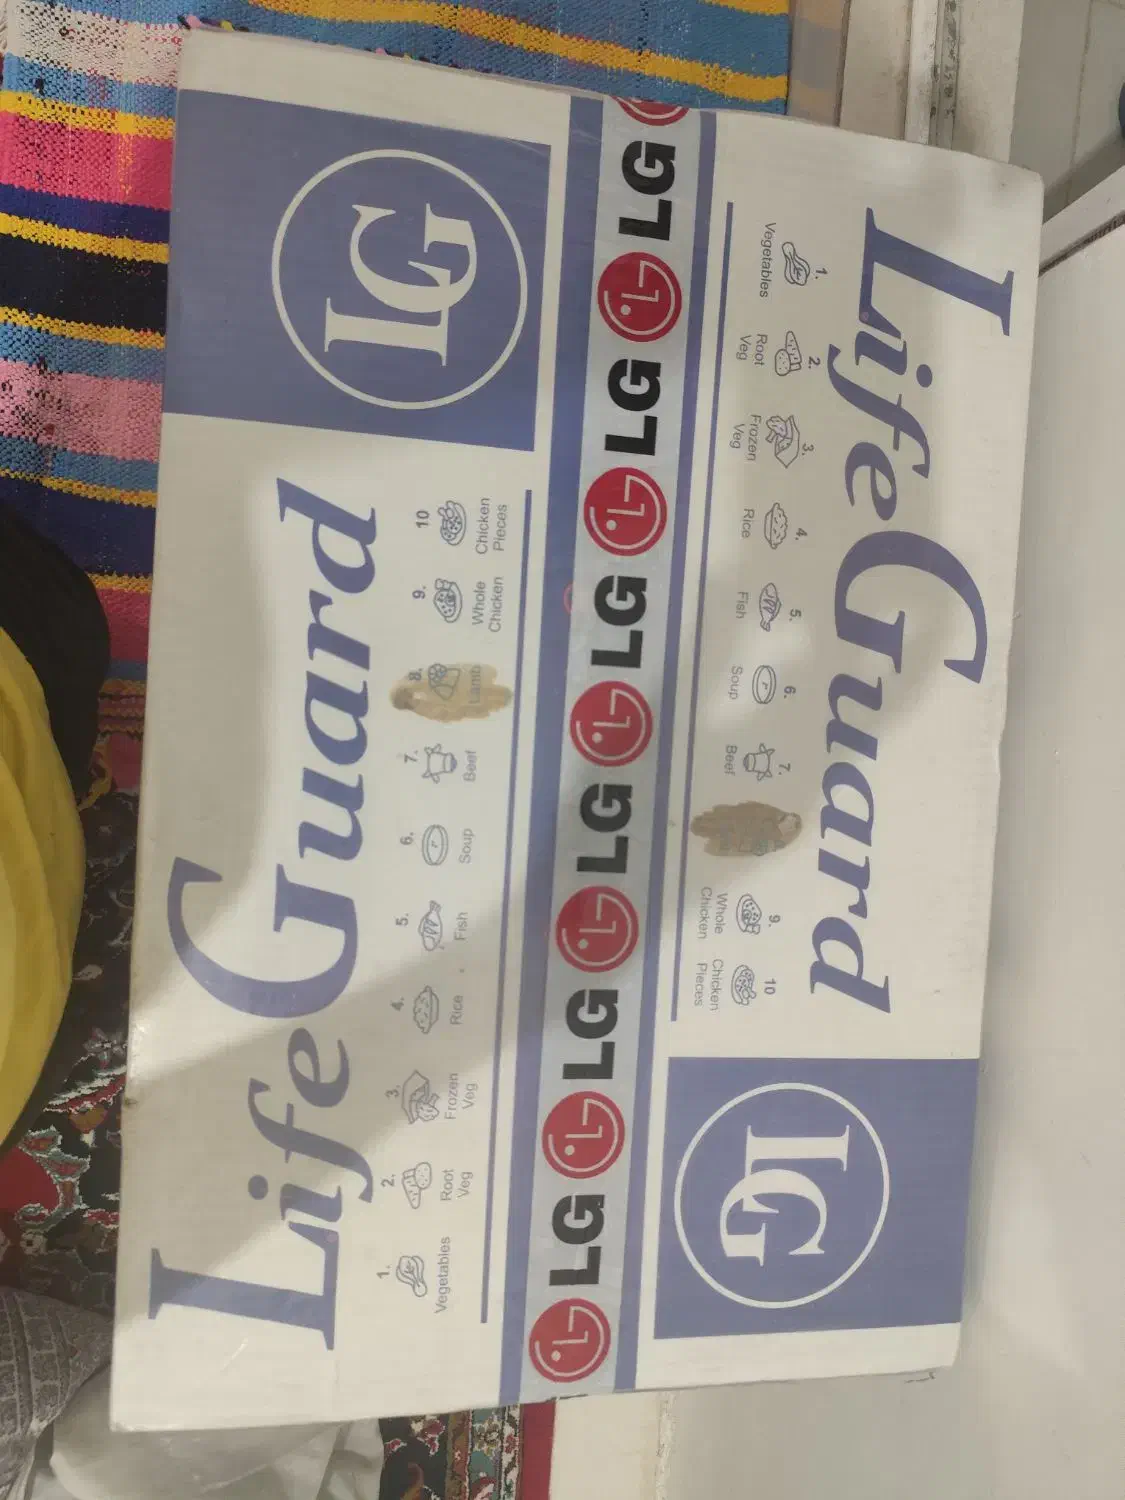 LifeGuard
1.
Vegetables
2.
Root
Veg
3.
Frozen
Veg
4.
Rice
5.
Fish
6.
Soup
7.
Beef
9.
Whole
Chicken
10
Chicken
Pieces
LG
LG
LG
LG
LG
LG
LG
LG
10
Chicken
Pieces
9.
Whole
Chicken
8.
Lamb
7.
Beef
6.
Soup
5.
Fish
4.
Rice
3.
Frozen
Veg
2.
Root
Veg
1.
Vegetables
LifeGuard